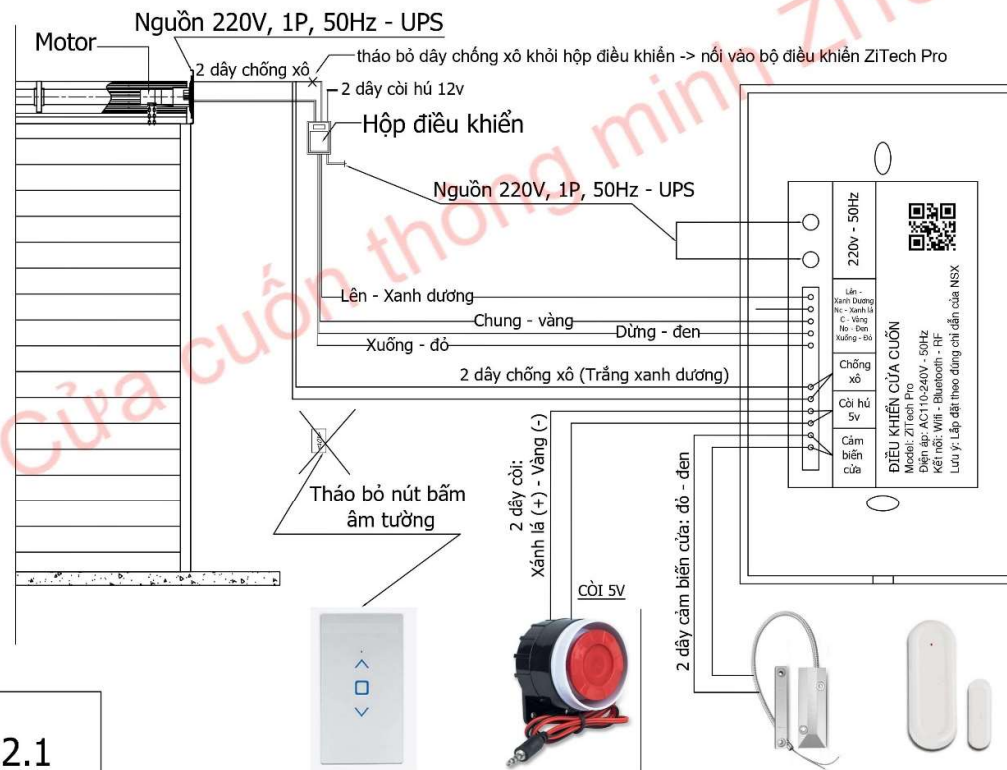 Nguồn 220V, 1P, 50Hz - UPS
Motor
2 dây chống xô
tháo bỏ dây chống xô khỏi hộp điều khiển -> nối vào bộ điều khiển ZiTech Pro
2 dây còi hú 12v
Hộp điều khiển
Nguồn 220V, 1P, 50Hz - UPS
Lên - Xanh dương
Chung - vàng
Dừng - đen
Xuống - đỏ
2 dây chống xô (Trắng xanh dương)
220v - 50Hz
Lên -
Xanh Dương
Nc - Xanh lá
C - Vàng
No - Đen
Xuống - Đỏ
Chống
xô
Còi hú
5v
Cảm
biến
cửa
ĐIỀU KHIỂN CỬA CUỐN
Model: ZiTech Pro
Điện áp: AC110-240V - 50Hz
Kết nối: Wifi - Bluetooth - RF
Lưu ý: Lắp đặt theo đúng chỉ dẫn của NSX
Tháo bỏ nút bấm
âm tường
2 dây còi:
Xánh lá (+) - Vàng (-)
CÒI 5V
2 dây cảm biến cửa: đỏ - đen
2.1
Cửa cuốn thông minh